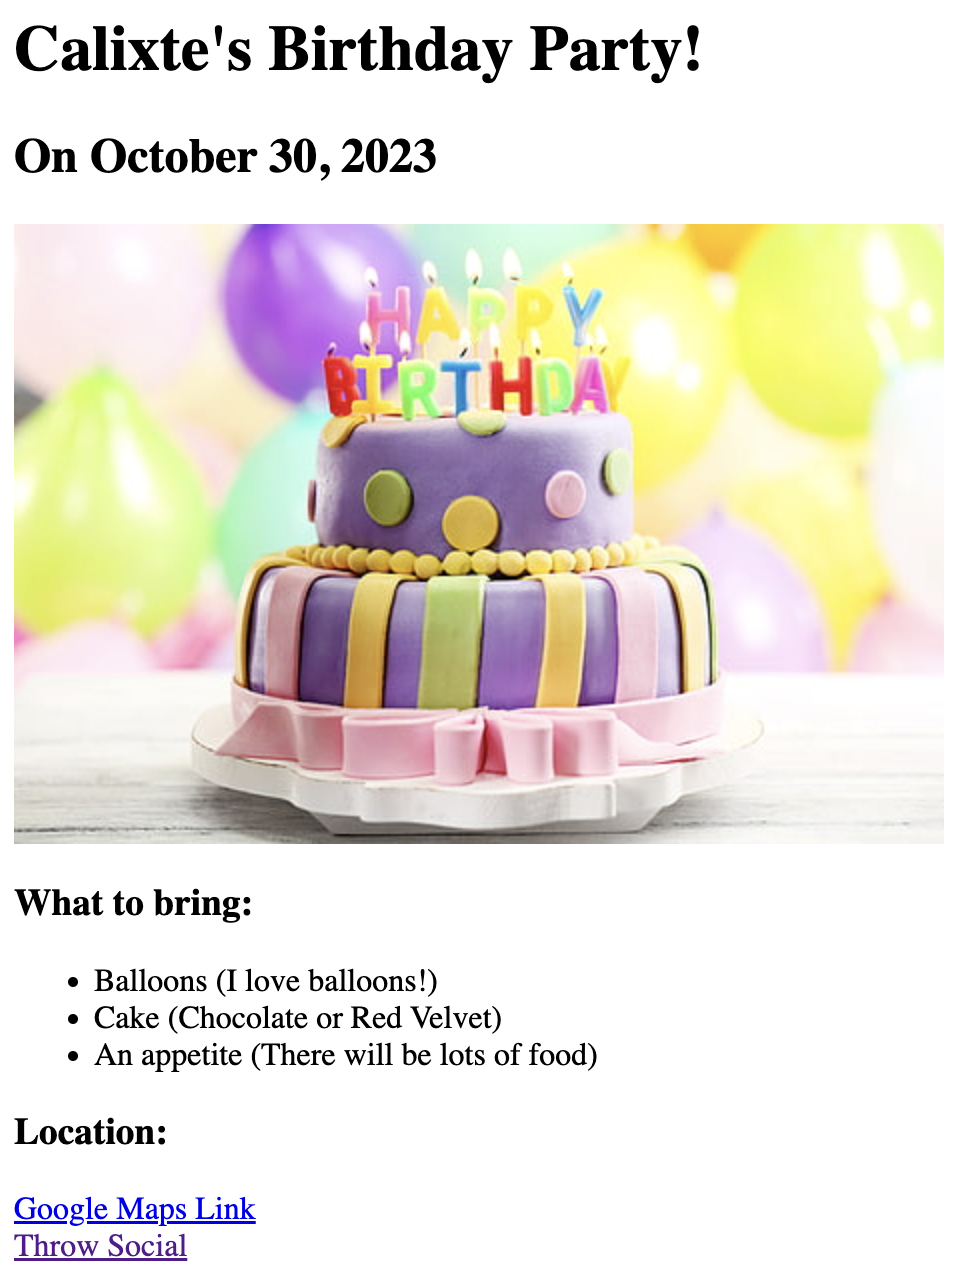 Calixte's Birthday Party!
On October 30, 2023
HAPPY
BIRTHDAY
What to bring:
Balloons (I love balloons!)
Cake (Chocolate or Red Velvet)
An appetite (There will be lots of food)
Location:
Google Maps Link
Throw Social